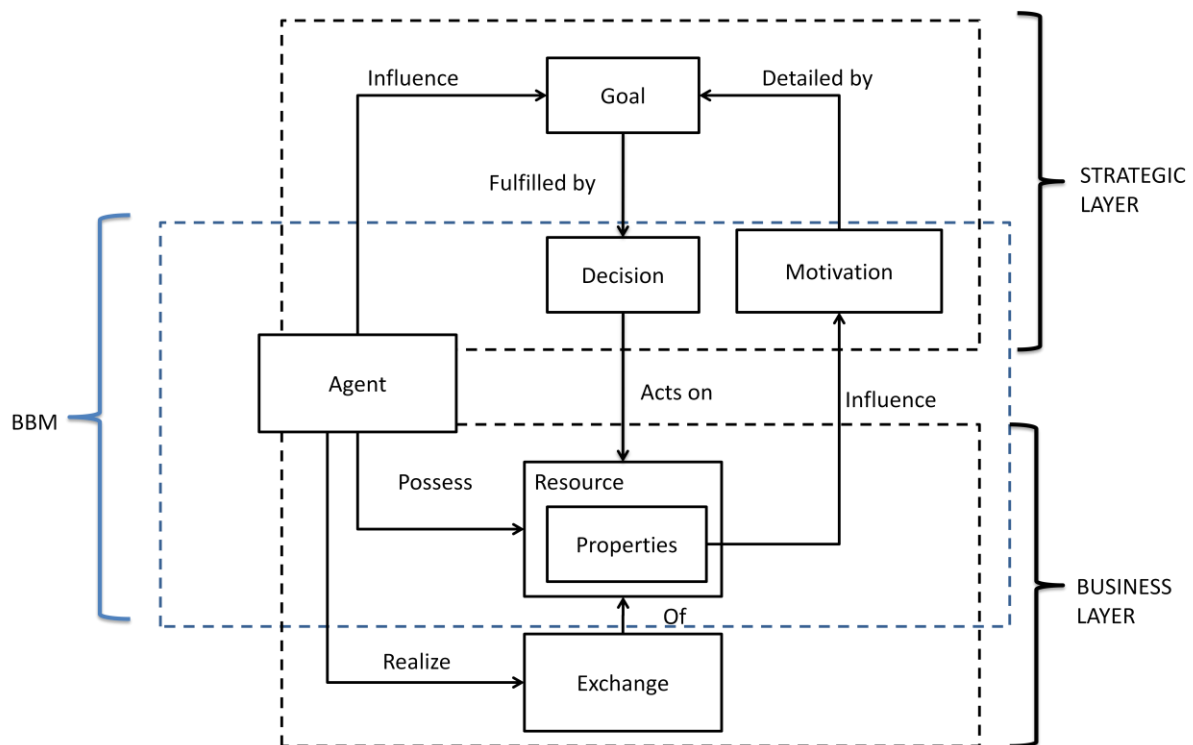 Influence
Goal
Detailed by
STRATEGIC
LAYER
Fulfilled by
Decision
Motivation
Agent
Acts on
Influence
BBM
Possess
Resource
Properties
BUSINESS
LAYER
Of
Realize
Exchange